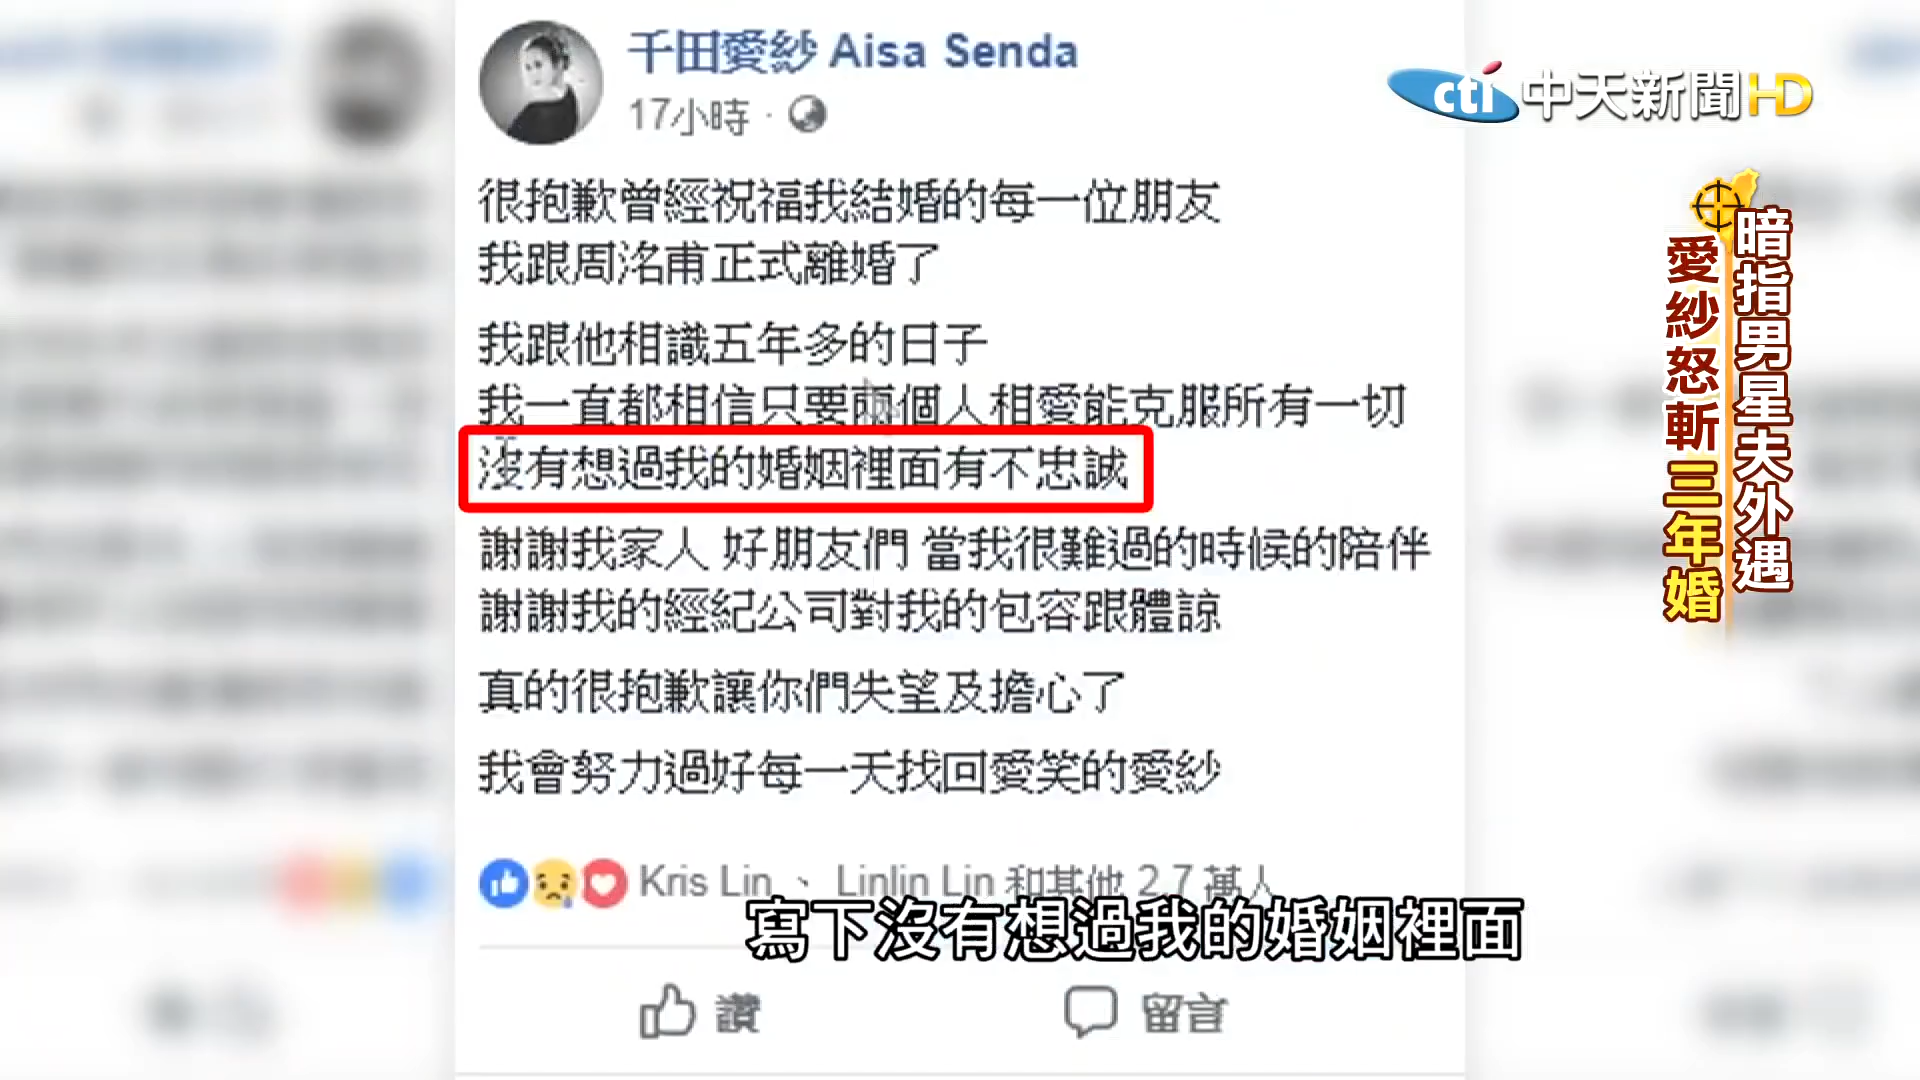 千田愛紗 Aisa Senda
17小時
cti 中天新聞HD
很抱歉曾經祝福我結婚的每一位朋友
我跟周洺甫正式離婚了
我跟他相識五年多的日子
我一直都相信只要兩個人相愛能克服所有一切
沒有想過我的婚姻裡面有不忠誠
謝謝我家人 好朋友們 當我很難過的時候的陪伴
謝謝我的經紀公司對我的包容跟體諒
真的很抱歉讓你們失望及擔心了
我會努力過好每一天找回愛笑的愛紗
Kris Lin、Linlin Lin 和其他 2.7 萬人
寫下沒有想過我的婚姻裡面
讚
留言
暗指男星夫外遇
愛紗怒斬三年婚